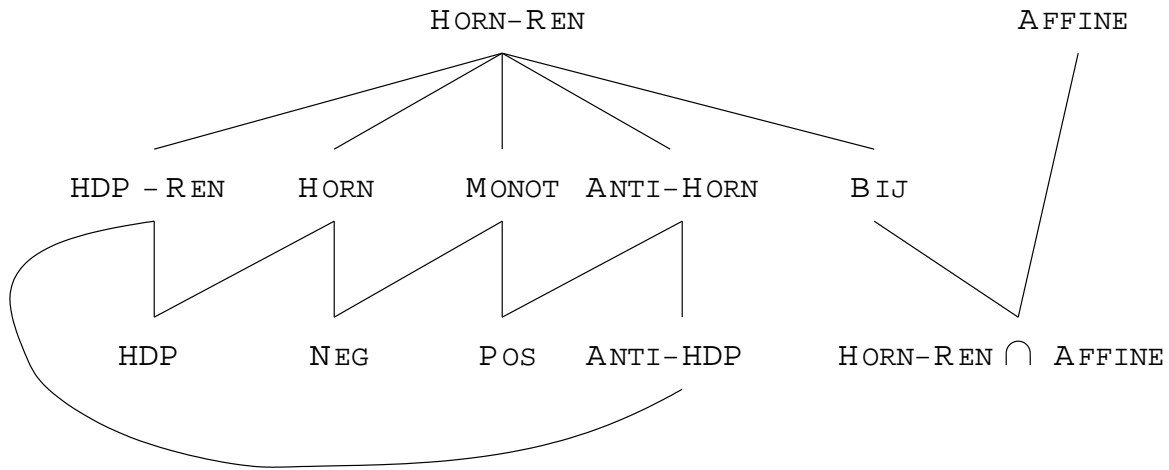 HORN-REN AFFINE
HDP-REN HORN MONOT ANTI-HORN BIJ
HDP NEG POS ANTI-HDP HORN-REN ∩ AFFINE